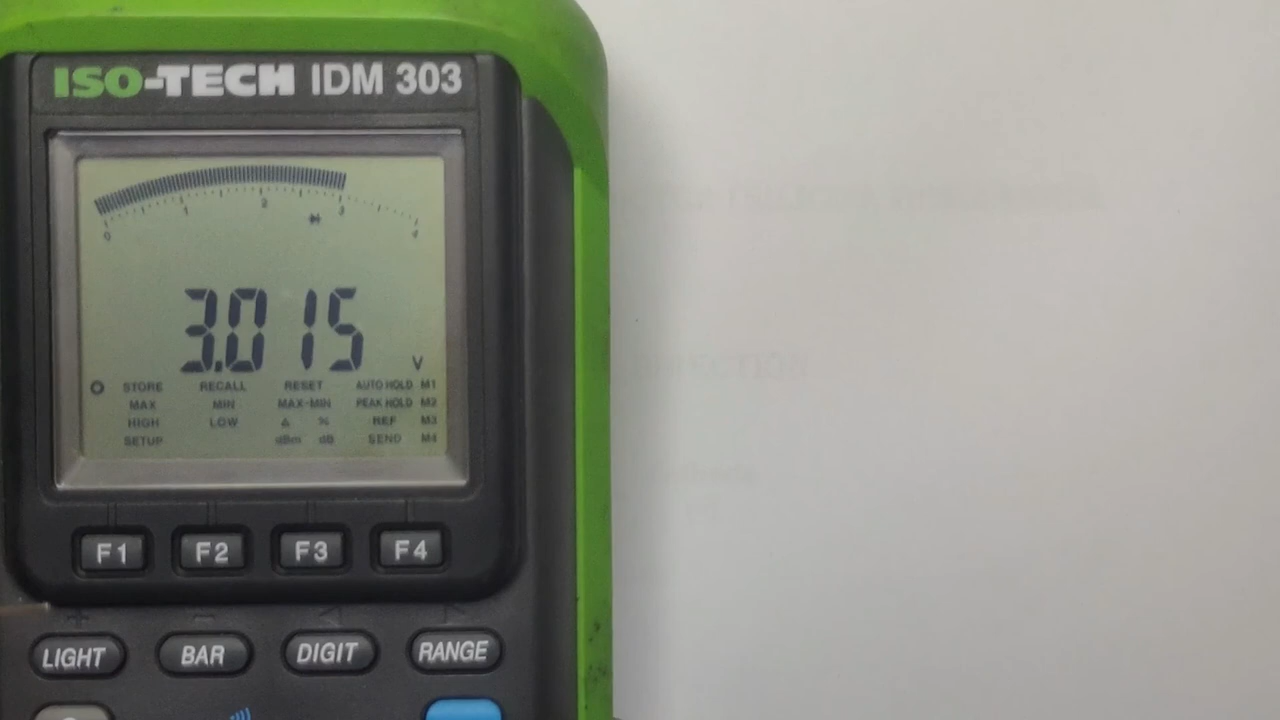 ISO-TECH IDM 303
0 1 2 3 4
3.015 V
STORE RECALL RESET AUTO HOLD M1
MAX MIN MAX-MIN PEAK HOLD M2
HIGH LOW Δ % REF M3
SETUP dBm dB SEND M4
F1 F2 F3 F4
LIGHT BAR DIGIT RANGE